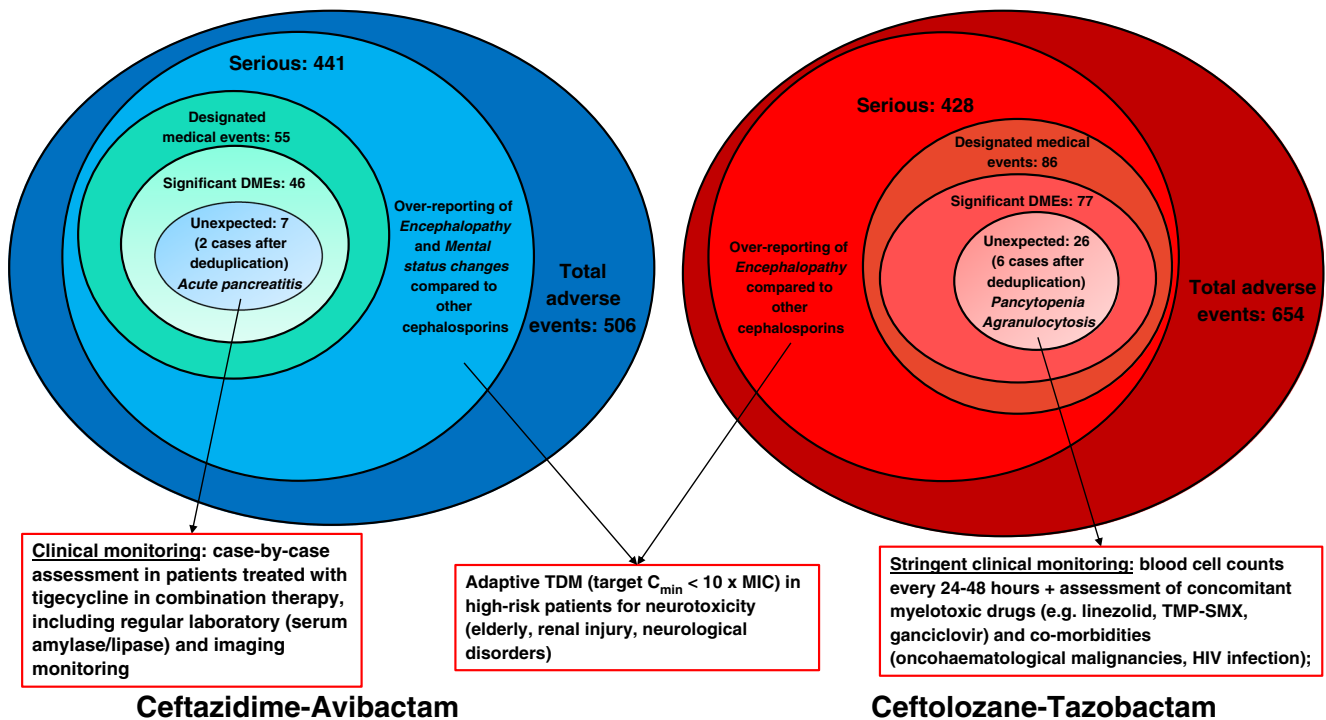 Serious: 441
Designated
medical events: 55
Significant DMEs: 46
Unexpected: 7
(2 cases after
deduplication)
Acute pancreatitis
Over-reporting of
Encephalopathy
and Mental
status changes
compared to
other
cephalosporins
Total
adverse
events: 506
Serious: 428
Designated medical
events: 86
Significant DMEs: 77
Unexpected: 26
(6 cases after
deduplication)
Pancytopenia
Agranulocytosis
Over-reporting of
Encephalopathy
compared to
other
cephalosporins
Total adverse
events: 654
Clinical monitoring: case-by-case
assessment in patients treated with
tigecycline in combination therapy,
including regular laboratory (serum
amylase/lipase) and imaging
monitoring
Adaptive TDM (target Cmin < 10 x MIC) in
high-risk patients for neurotoxicity
(elderly, renal injury, neurological
disorders)
Stringent clinical monitoring: blood cell counts
every 24-48 hours + assessment of concomitant
myelotoxic drugs (e.g. linezolid, TMP-SMX,
ganciclovir) and co-morbidities
(oncohaematological malignancies, HIV infection);
Ceftazidime-Avibactam
Ceftolozane-Tazobactam